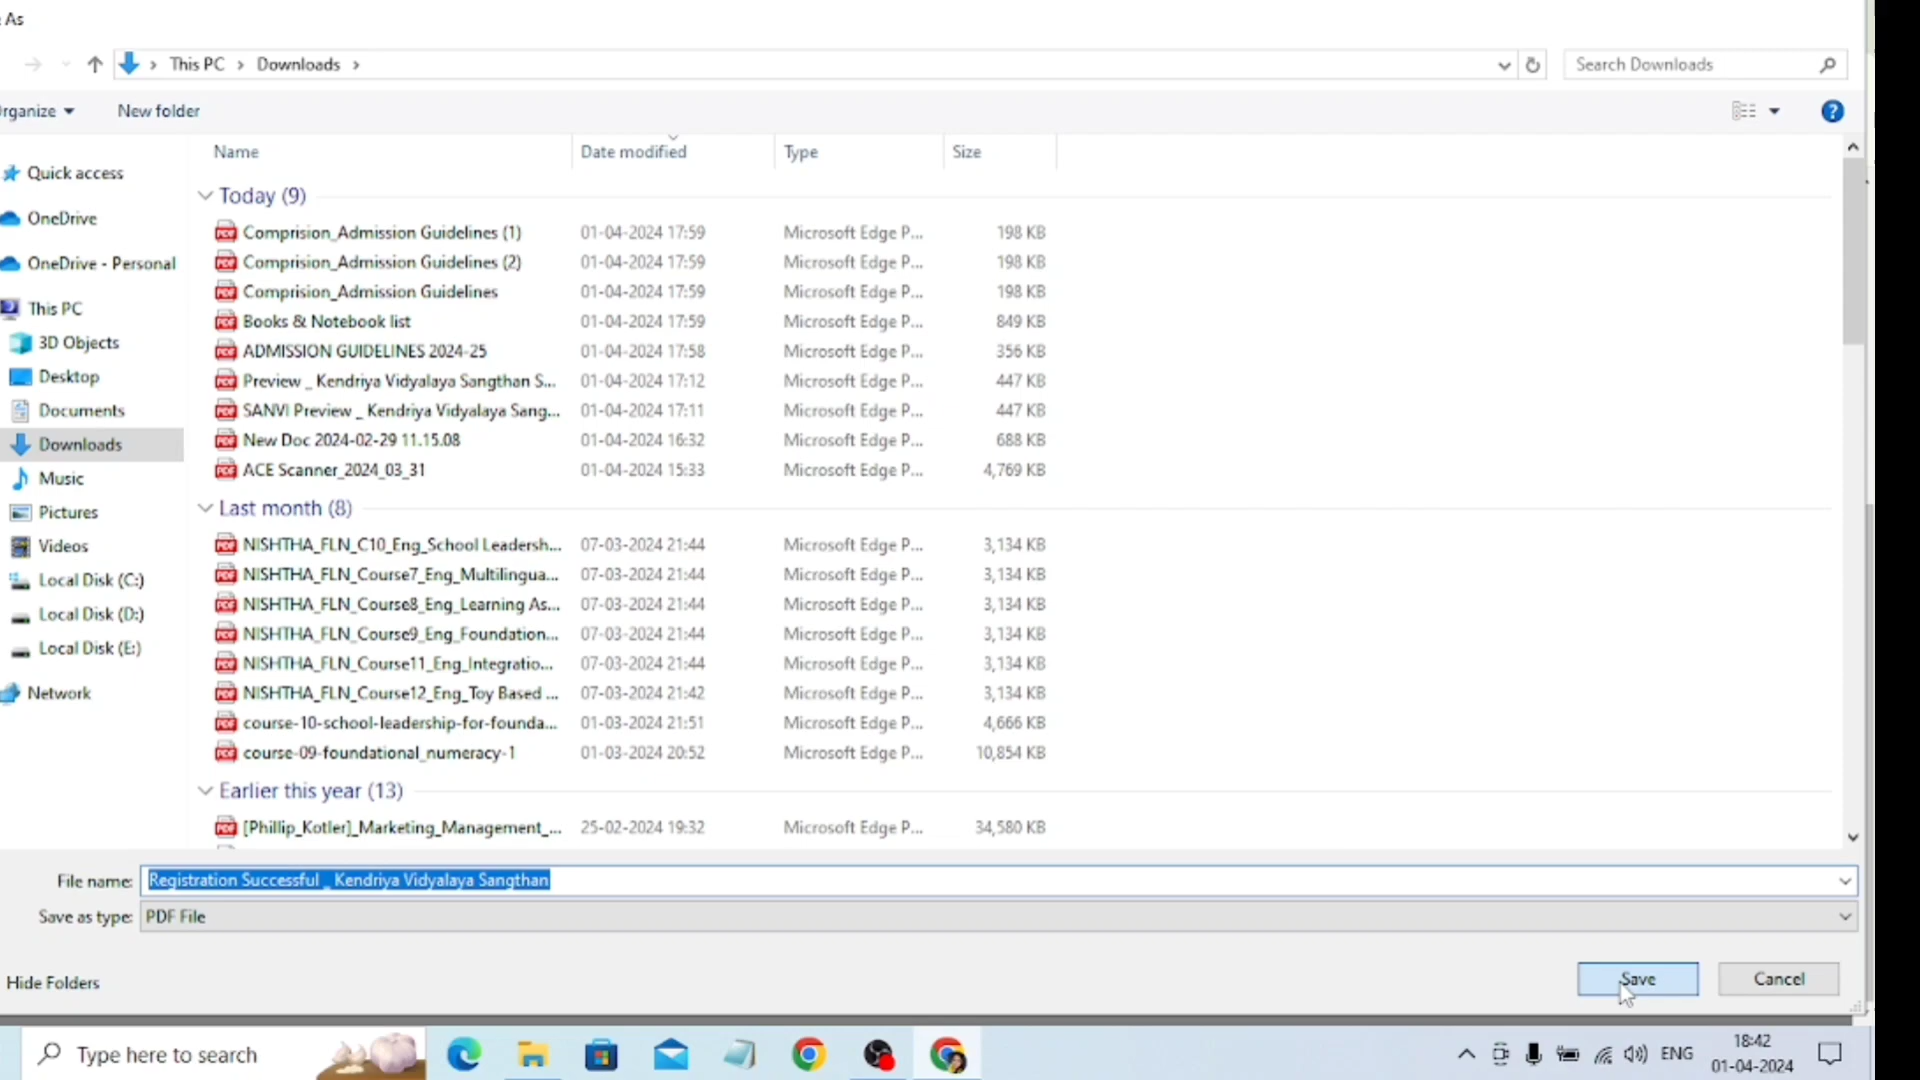 As
This PC > Downloads >
Search Downloads
rganize
New folder
Name
Date modified
Type
Size
Quick access
OneDrive
OneDrive - Personal
This PC
3D Objects
Desktop
Documents
Downloads
Music
Pictures
Videos
Local Disk (C:)
Local Disk (D:)
Local Disk (E:)
Network
Today (9)
Comprision_Admission Guidelines (1) 01-04-2024 17:59 Microsoft Edge P... 198 KB
Comprision_Admission Guidelines (2) 01-04-2024 17:59 Microsoft Edge P... 198 KB
Comprision_Admission Guidelines 01-04-2024 17:59 Microsoft Edge P... 198 KB
Books & Notebook list 01-04-2024 17:59 Microsoft Edge P... 849 KB
ADMISSION GUIDELINES 2024-25 01-04-2024 17:58 Microsoft Edge P... 356 KB
Preview _ Kendriya Vidyalaya Sangthan S... 01-04-2024 17:12 Microsoft Edge P... 447 KB
SANVI Preview _ Kendriya Vidyalaya Sang... 01-04-2024 17:11 Microsoft Edge P... 447 KB
New Doc 2024-02-29 11.15.08 01-04-2024 16:32 Microsoft Edge P... 688 KB
ACE Scanner_2024_03_31 01-04-2024 15:33 Microsoft Edge P... 4,769 KB
Last month (8)
NISHTHA_FLN_C10_Eng_School Leadersh... 07-03-2024 21:44 Microsoft Edge P... 3,134 KB
NISHTHA_FLN_Course7_Eng_Multilingua... 07-03-2024 21:44 Microsoft Edge P... 3,134 KB
NISHTHA_FLN_Course8_Eng_Learning As... 07-03-2024 21:44 Microsoft Edge P... 3,134 KB
NISHTHA_FLN_Course9_Eng_Foundation... 07-03-2024 21:44 Microsoft Edge P... 3,134 KB
NISHTHA_FLN_Course11_Eng_Integratio... 07-03-2024 21:44 Microsoft Edge P... 3,134 KB
NISHTHA_FLN_Course12_Eng_Toy Based ... 07-03-2024 21:42 Microsoft Edge P... 3,134 KB
course-10-school-leadership-for-founda... 01-03-2024 21:51 Microsoft Edge P... 4,666 KB
course-09-foundational_numeracy-1 01-03-2024 20:52 Microsoft Edge P... 10,854 KB
Earlier this year (13)
[Phillip_Kotler]_Marketing_Management_... 25-02-2024 19:32 Microsoft Edge P... 34,580 KB
File name: Registration Successful _ Kendriya Vidyalaya Sangthan
Save as type: PDF File
Hide Folders
Save
Cancel
Type here to search
ENG
18:42
01-04-2024